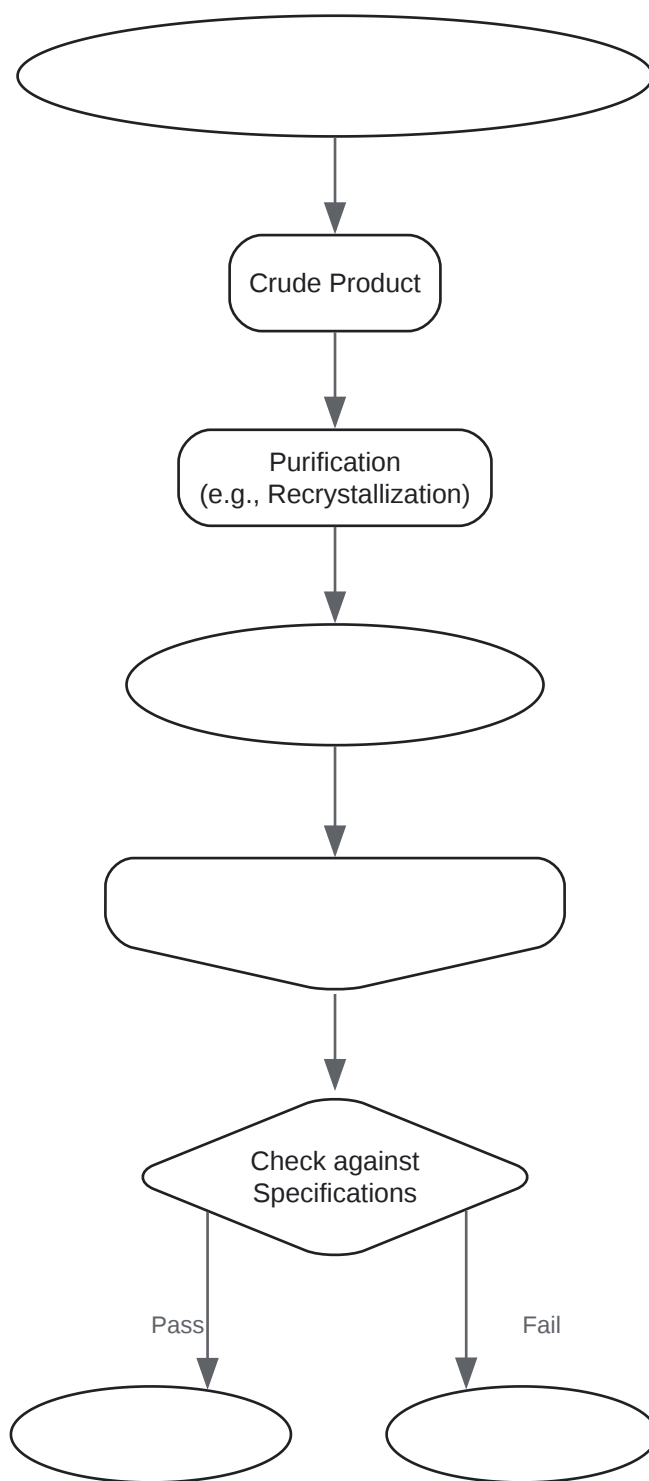 Crude Product
Purification
(e.g., Recrystallization)
Check against
Specifications
Pass
Fail